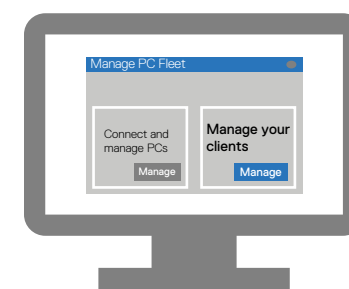 Manage PC Fleet
Connect and
manage PCs
Manage
Manage your
clients
Manage